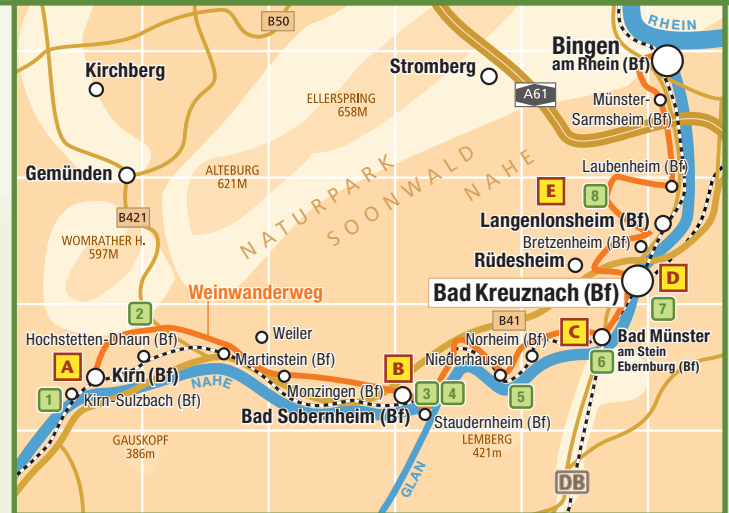 B50
RHEIN
Bingen
am Rhein (Bf)
Kirchberg
Stromberg
A61
ELLERSPRING
658M
Münster-
Sarmsheim (Bf)
Gemünden
ALTEBURG
621M
NATURPARK
SOONWALD
NAHE
Laubenheim (Bf)
E
8
B421
WOMRATHER H.
597M
Langenlonsheim (Bf)
Bretzenheim (Bf)
Rüdesheim
D
Weinwanderweg
Bad Kreuznach (Bf)
7
2
B41
Hochstetten-Dhaun (Bf)
Weiler
Norheim (Bf)
C
Bad Münster
am Stein
Ebernburg (Bf)
A
Martinstein (Bf)
B
Niederhausen
6
Kirn (Bf)
NAHE
Monzingen (Bf)
1
Kirn-Sulzbach (Bf)
3
4
5
Bad Sobernheim (Bf)
Staudernheim (Bf)
GAUSKOPF
386m
LEMBERG
421m
GLAN
DB